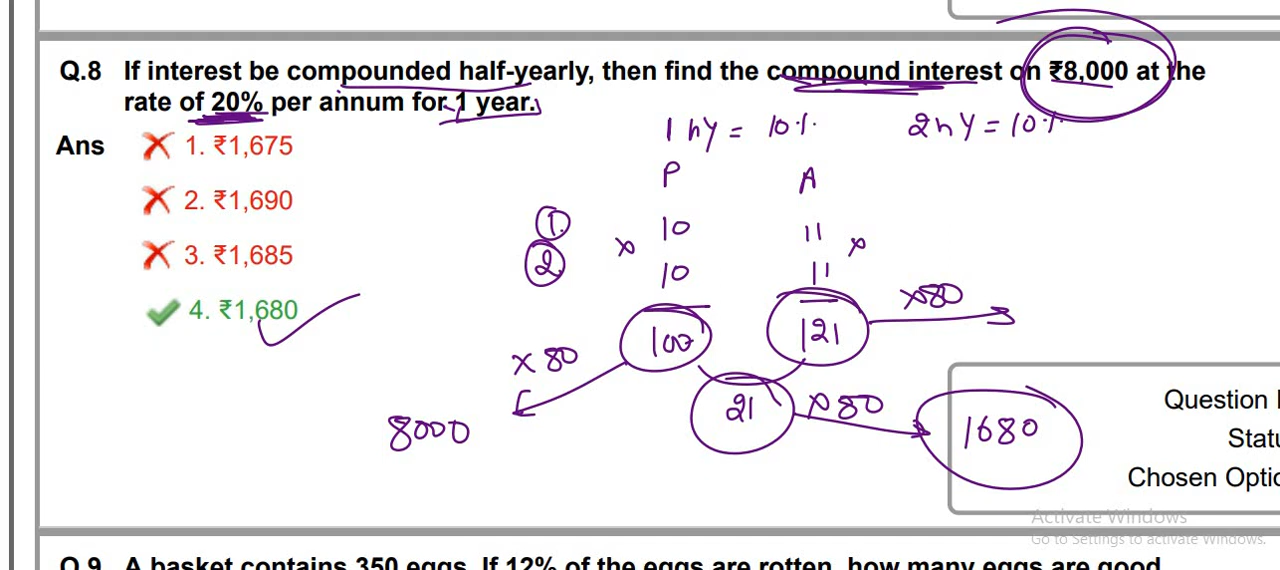 Q.8 If interest be compounded half-yearly, then find the compound interest on ₹8,000 at the
rate of 20% per annum for 1 year.
1 hy = 10%
2hy = 10%
Ans
1. ₹1,675
2. ₹1,690
3. ₹1,685
4. ₹1,680
P A
1 10 11
2 × 10 11 ×
100 121 ×80
×80
8000
21 ×80 1680
Question
Statu
Chosen Optic
Activate Windows
Go to Settings to activate Windows.
Q.9 A basket contains 350 eggs. If 12% of the eggs are rotten, how many eggs are good